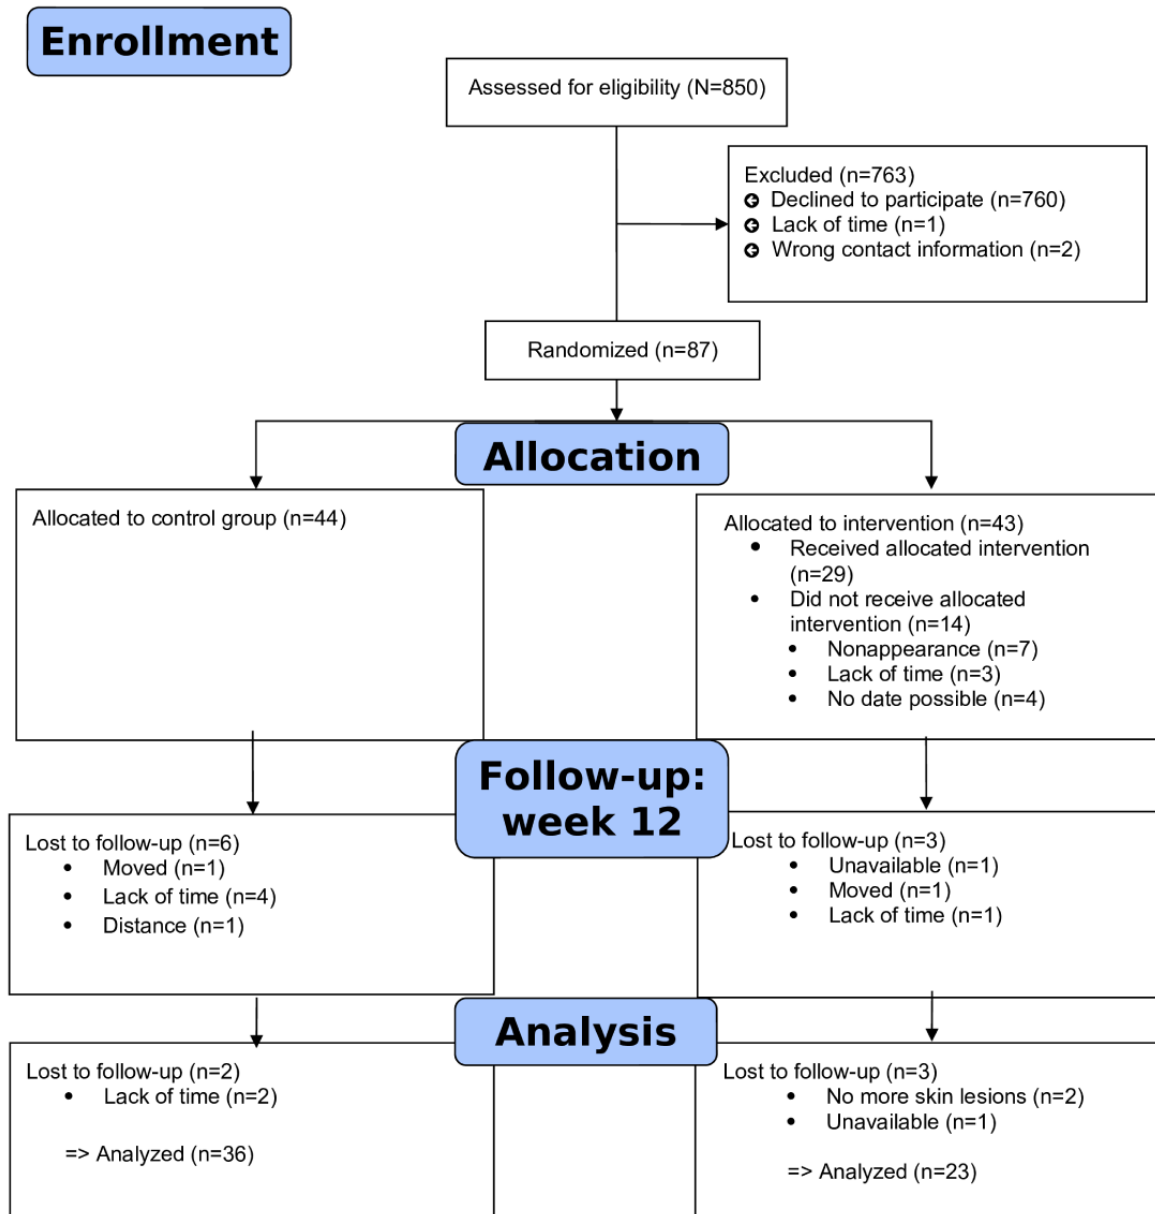 Enrollment
Assessed for eligibility (N=850)
Excluded (n=763)
Declined to participate (n=760)
Lack of time (n=1)
Wrong contact information (n=2)
Randomized (n=87)
Allocation
Allocated to control group (n=44)
Allocated to intervention (n=43)
• Received allocated intervention
(n=29)
• Did not receive allocated
intervention (n=14)
• Nonappearance (n=7)
• Lack of time (n=3)
• No date possible (n=4)
Follow-up:
week 12
Lost to follow-up (n=6)
• Moved (n=1)
• Lack of time (n=4)
• Distance (n=1)
Lost to follow-up (n=3)
• Unavailable (n=1)
• Moved (n=1)
• Lack of time (n=1)
Analysis
Lost to follow-up (n=2)
• Lack of time (n=2)
=> Analyzed (n=36)
Lost to follow-up (n=3)
• No more skin lesions (n=2)
• Unavailable (n=1)
=> Analyzed (n=23)